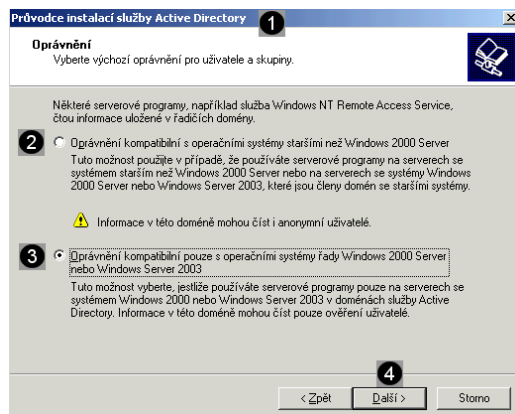 Průvodce instalací služby Active Directory
1
Oprávnění
Vyberte výchozí oprávnění pro uživatele a skupiny.
Některé serverové programy, například služba Windows NT Remote Access Service,
čtou informace uložené v řadičích domény.
2
Oprávnění kompatibilní s operačními systémy staršími než Windows 2000 Server
Tuto možnost použijte v případě, že používáte serverové programy na serverech se
systémem starším než Windows 2000 Server nebo na serverech se systémy Windows
2000 Server nebo Windows Server 2003, které jsou členy domén se staršími systémy.
Informace v této doméně mohou číst i anonymní uživatelé.
3
Oprávnění kompatibilní pouze s operačními systémy řady Windows 2000 Server
nebo Windows Server 2003
Tuto možnost vyberte, jestliže používáte serverové programy pouze na serverech se
systémem Windows 2000 nebo Windows Server 2003 v doménách služby Active
Directory. Informace v této doméně mohou číst pouze ověření uživatelé.
4
< Zpět Další > Storno